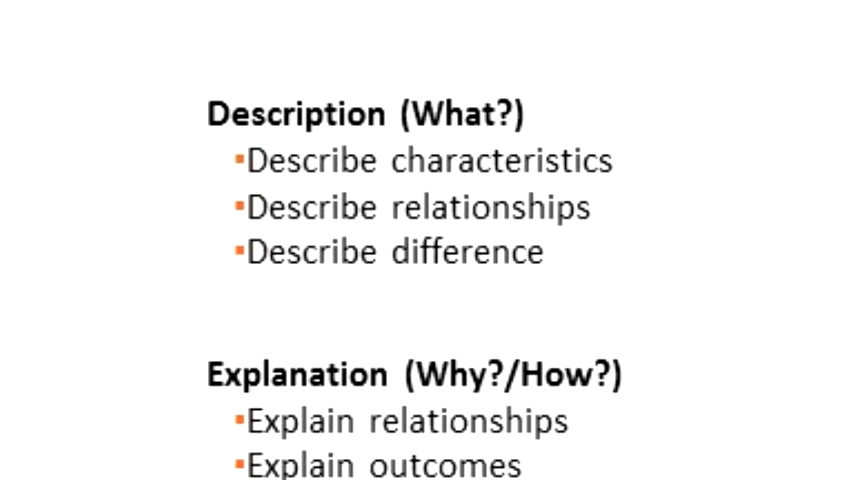 Description (What?)
▪Describe characteristics
▪Describe relationships
▪Describe difference
Explanation (Why?/How?)
▪Explain relationships
▪Explain outcomes